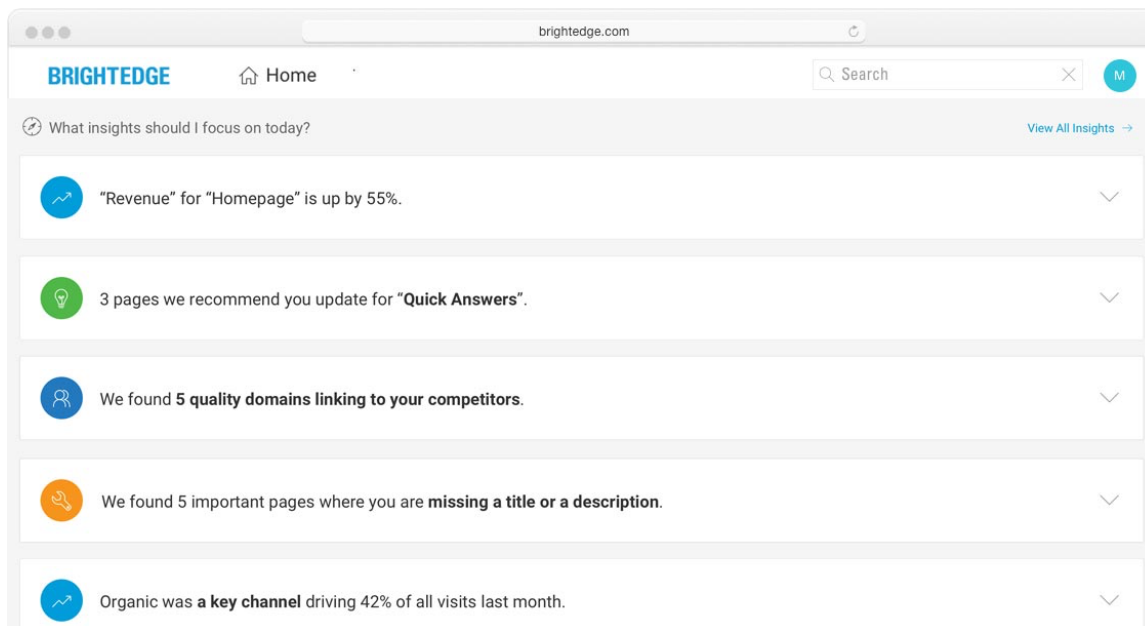 brightedge.com
BRIGHTEDGE
Home
Search
M
What insights should I focus on today?
View All Insights →
“Revenue” for “Homepage” is up by 55%.
3 pages we recommend you update for “Quick Answers”.
We found 5 quality domains linking to your competitors.
We found 5 important pages where you are missing a title or a description.
Organic was a key channel driving 42% of all visits last month.